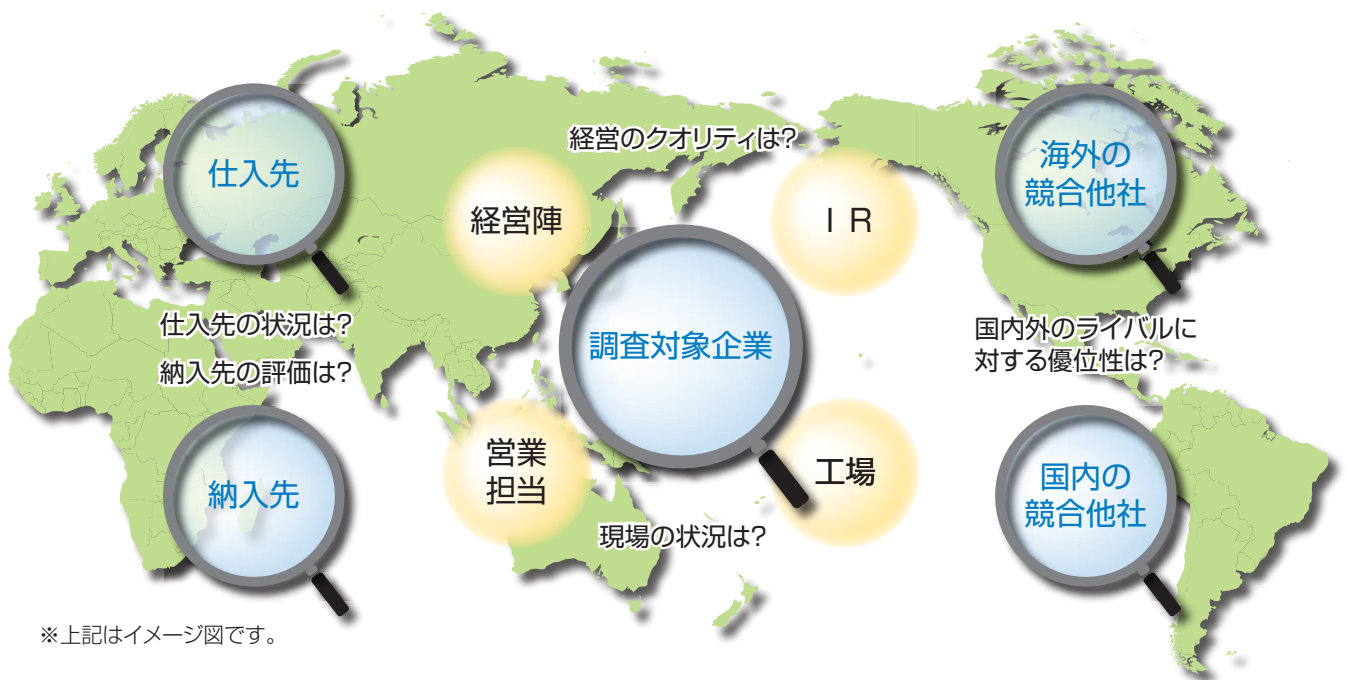 経営のクオリティは?
仕入先
海外の
競合他社
経営陣
I R
仕入先の状況は?
納入先の評価は?
調査対象企業
国内外のライバルに
対する優位性は?
納入先
営業
担当
工場
国内の
競合他社
現場の状況は?
※上記はイメージ図です。